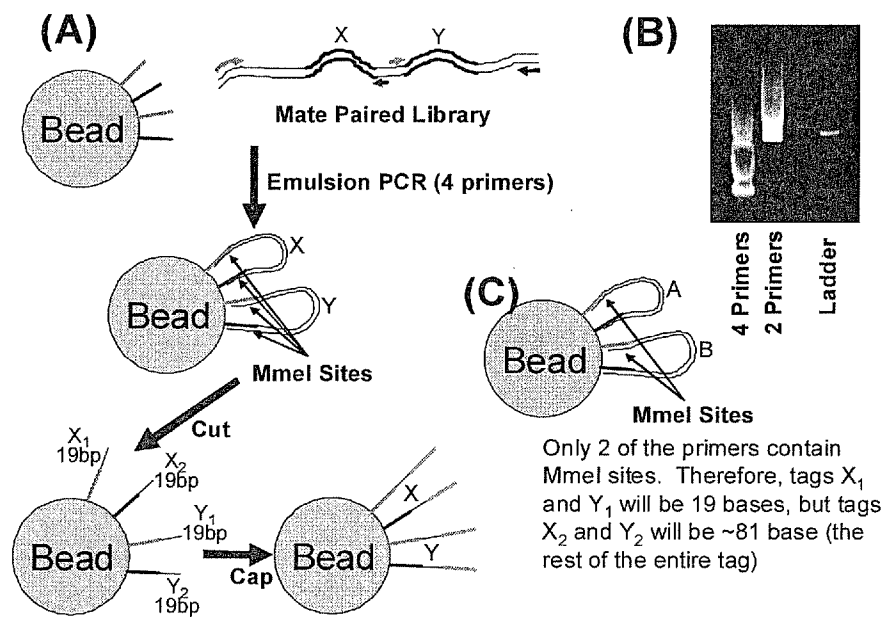 (A)
Bead
X
Y
Mate Paired Library
Emulsion PCR (4 primers)
Bead
X
Y
MmeI Sites
Cut
X1
19bp
X2
19bp
Y1
19bp
Y2
19bp
Bead
Cap
Bead
X
Y
(B)
4 Primers
2 Primers
Ladder
(C)
Bead
A
B
MmeI Sites
Only 2 of the primers contain
MmeI sites. Therefore, tags X1
and Y1 will be 19 bases, but tags
X2 and Y2 will be ~81 base (the
rest of the entire tag)